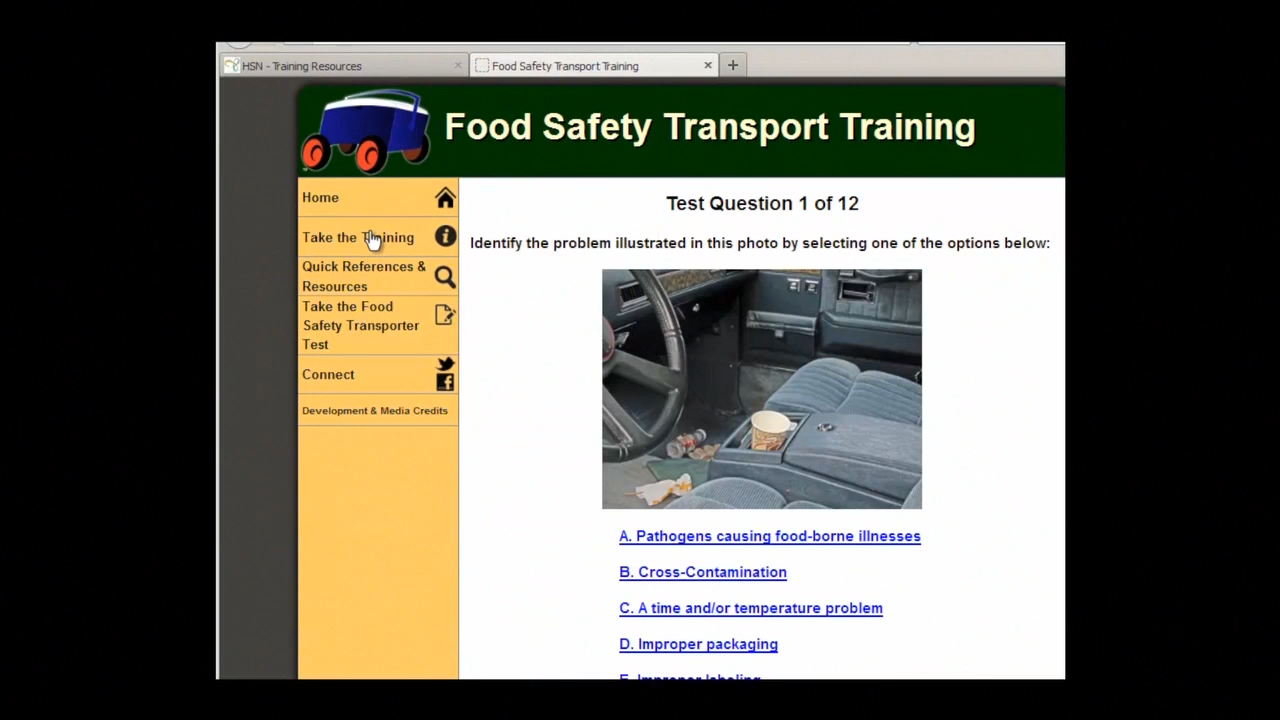 HSN - Training Resources
Food Safety Transport Training
Food Safety Transport Training
Home
Take the Training
Quick References &
Resources
Take the Food
Safety Transporter
Test
Connect
Development & Media Credits
Test Question 1 of 12
Identify the problem illustrated in this photo by selecting one of the options below:
A. Pathogens causing food-borne illnesses
B. Cross-Contamination
C. A time and/or temperature problem
D. Improper packaging
E. Improper labeling